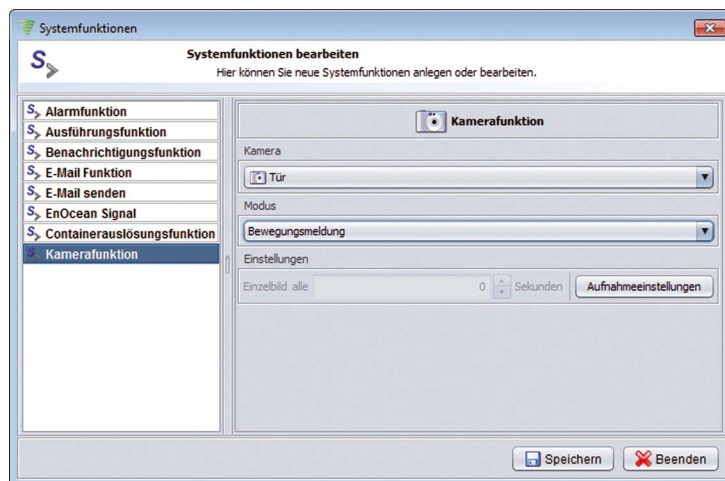 Systemfunktionen
Systemfunktionen bearbeiten
Hier können Sie neue Systemfunktionen anlegen oder bearbeiten.
Alarmfunktion
Ausführungsfunktion
Benachrichtigungsfunktion
E-Mail Funktion
E-Mail senden
EnOcean Signal
Containerauslösungsfunktion
Kamerafunktion
Kamerafunktion
Kamera
Tür
Modus
Bewegungsmeldung
Einstellungen
Einzelbild alle 0 Sekunden Aufnahmeeinstellungen
Speichern Beenden